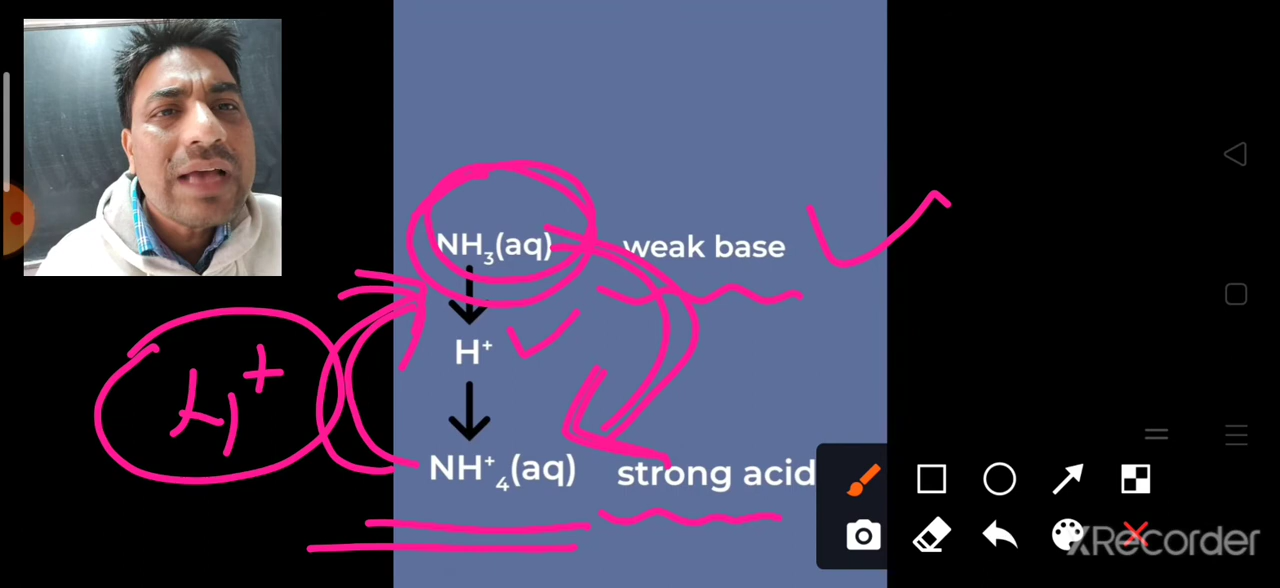 NH₃(aq) weak base
H⁺
H⁺
NH⁺₄(aq) strong acid
XRecorder